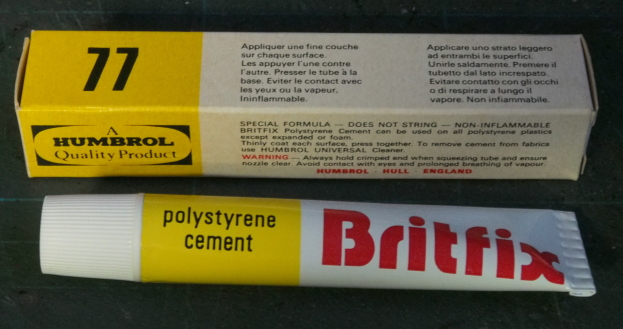 77
Appliquer une fine couche
sur chaque surface.
Les appuyer l'une contre
l'autre. Presser le tube à la
base. Eviter le contact avec
les yeux ou la vapeur.
Ininflammable.
Applicare uno strato leggero
ad entrambi le superfici.
Unirle saldamente. Premere il
tubetto dal lato increspato.
Evitare contatto con gli occhi
o di respirare a lungo il
vapore. Non infiammabile.
A
HUMBROL
Quality Product
SPECIAL FORMULA — DOES NOT STRING — NON-INFLAMMABLE
BRITFIX Polystyrene Cement can be used on all polystyrene plastics
except expanded or foam.
Thinly coat each surface, press together. To remove cement from fabrics
use HUMBROL UNIVERSAL Cleaner.
WARNING — Always hold crimped end when squeezing tube and ensure
nozzle clear. Avoid contact with eyes and prolonged breathing of vapour.
HUMBROL · HULL · ENGLAND
polystyrene
cement
Britfix